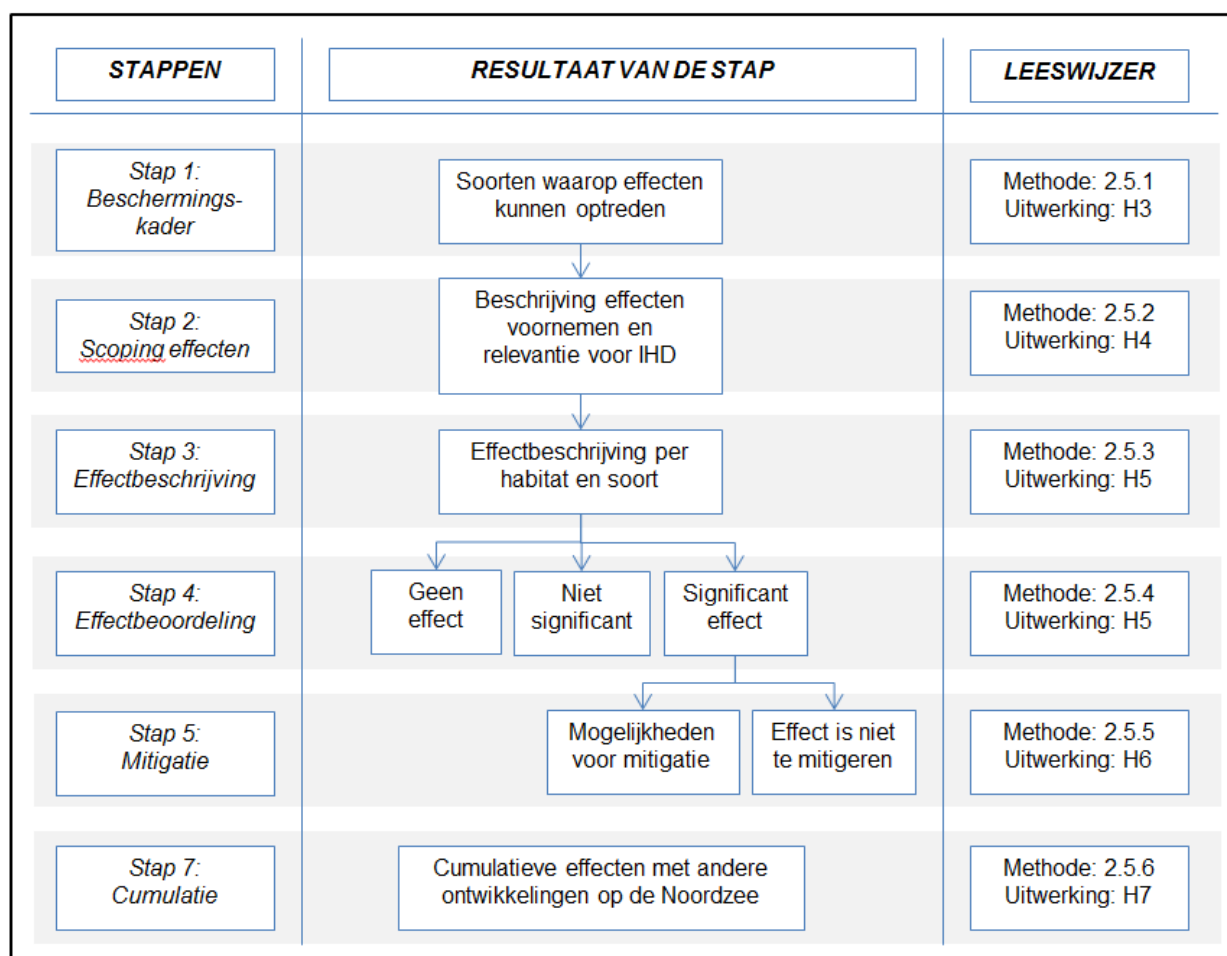 STAPPEN
RESULTAAT VAN DE STAP
LEESWIJZER
Stap 1:
Beschermings-
kader
Soorten waarop effecten
kunnen optreden
Methode: 2.5.1
Uitwerking: H3
Stap 2:
Scoping effecten
Beschrijving effecten
voornemen en
relevantie voor IHD
Methode: 2.5.2
Uitwerking: H4
Stap 3:
Effectbeschrijving
Effectbeschrijving per
habitat en soort
Methode: 2.5.3
Uitwerking: H5
Stap 4:
Effectbeoordeling
Geen
effect
Niet
significant
Significant
effect
Methode: 2.5.4
Uitwerking: H5
Stap 5:
Mitigatie
Mogelijkheden
voor mitigatie
Effect is niet
te mitigeren
Methode: 2.5.5
Uitwerking: H6
Stap 7:
Cumulatie
Cumulatieve effecten met andere
ontwikkelingen op de Noordzee
Methode: 2.5.6
Uitwerking: H7